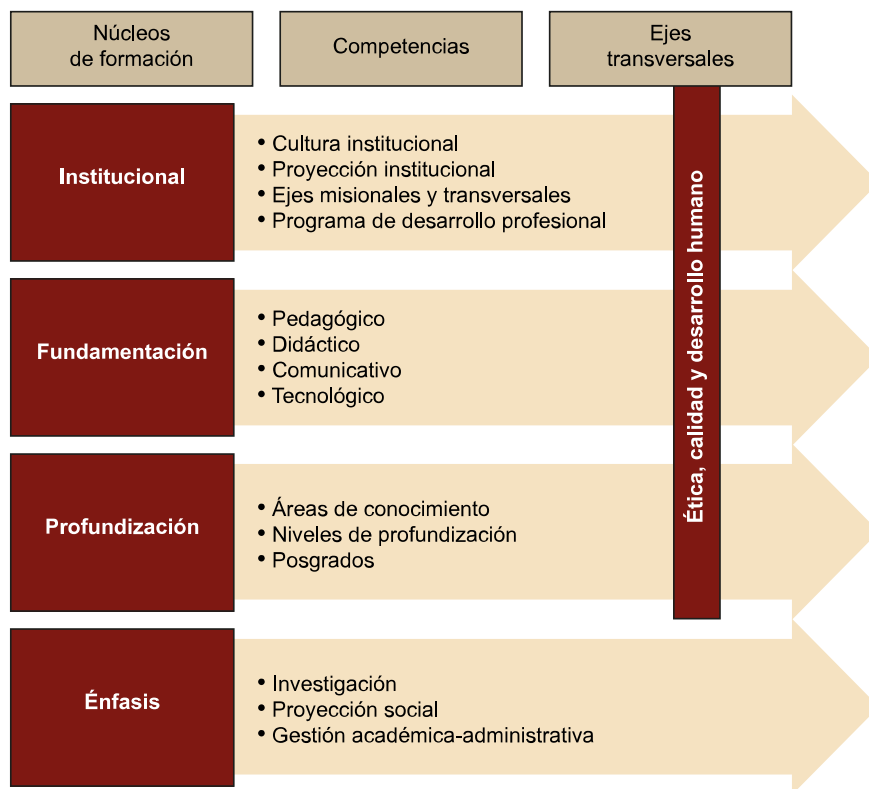 Núcleos
de formación
Competencias
Ejes
transversales
Institucional
• Cultura institucional
• Proyección institucional
• Ejes misionales y transversales
• Programa de desarrollo profesional
Fundamentación
• Pedagógico
• Didáctico
• Comunicativo
• Tecnológico
Profundización
• Áreas de conocimiento
• Niveles de profundización
• Posgrados
Énfasis
• Investigación
• Proyección social
• Gestión académica-administrativa
Ética, calidad y desarrollo humano